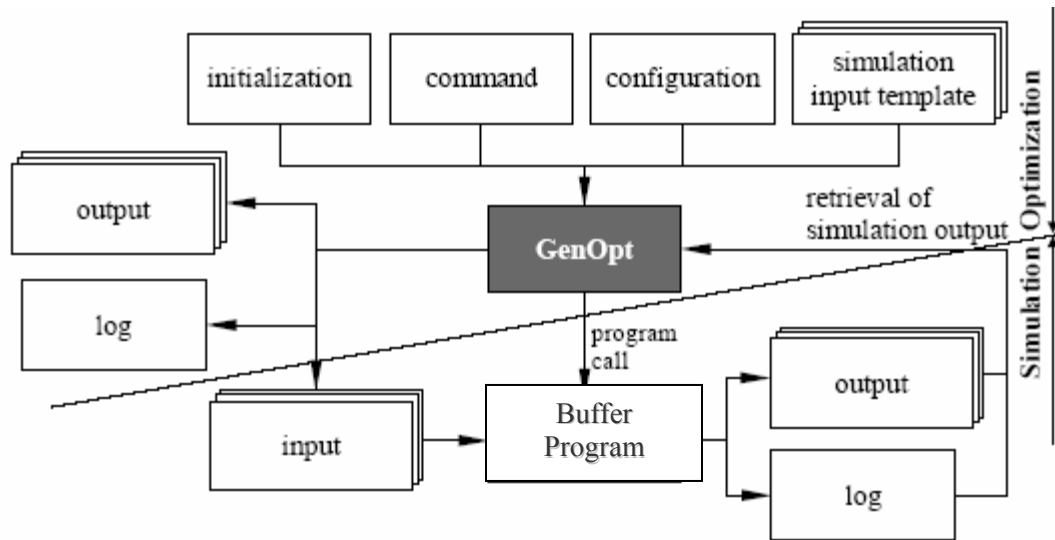 initialization
command
configuration
simulation
input template
Optimization
output
retrieval of
simulation output
GenOpt
log
program
call
Simulation
output
input
Buffer
Program
log